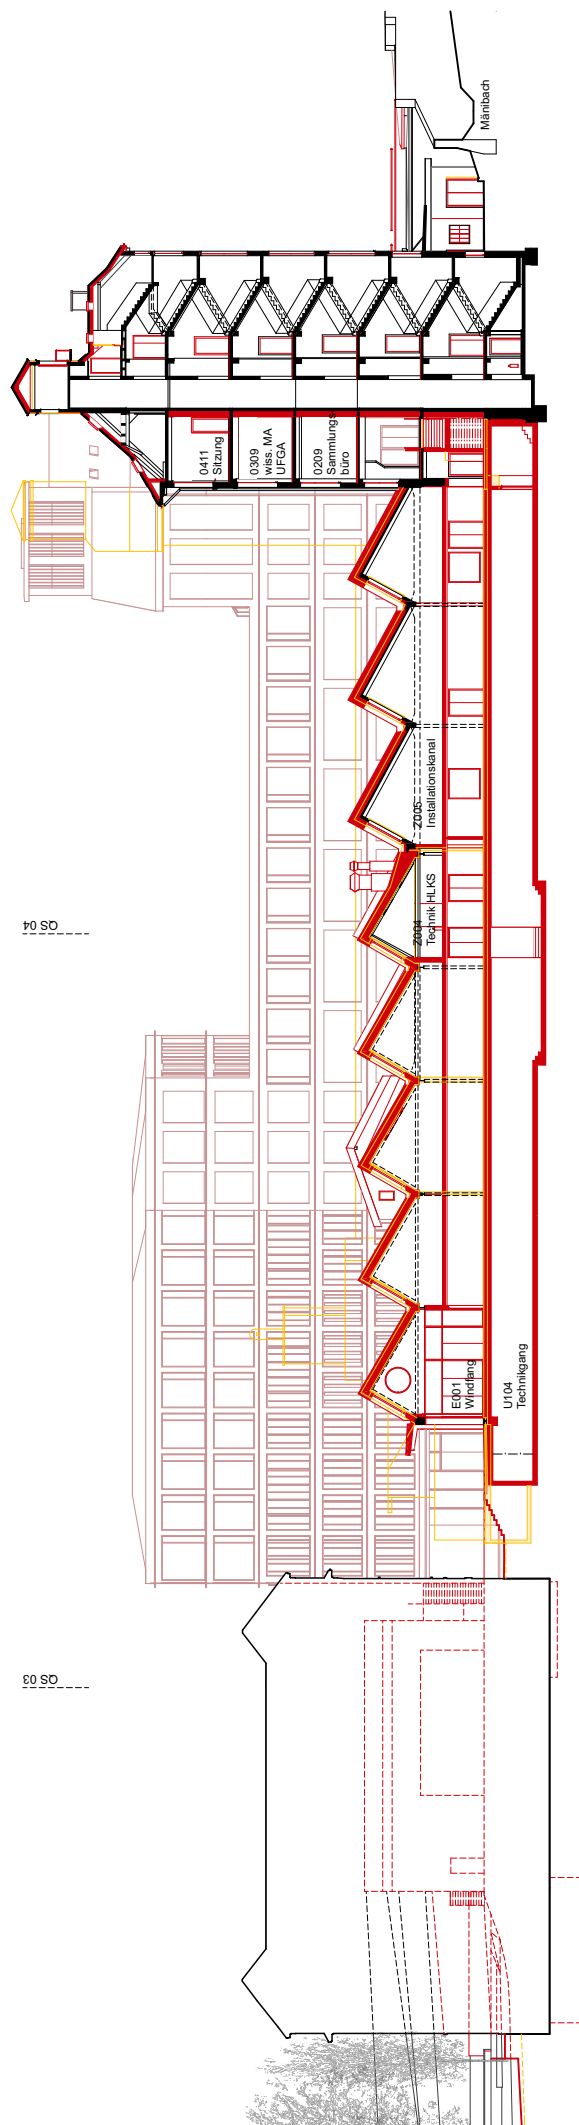 Mänibach
0411
Sitzung
0309
wiss. MA
UFGA
0209
Sammlungs-
büro
Z005
Installationskanal
Z004
Technik HLKS
QS 04
E001
Windfang
U104
Technikgang
QS 03